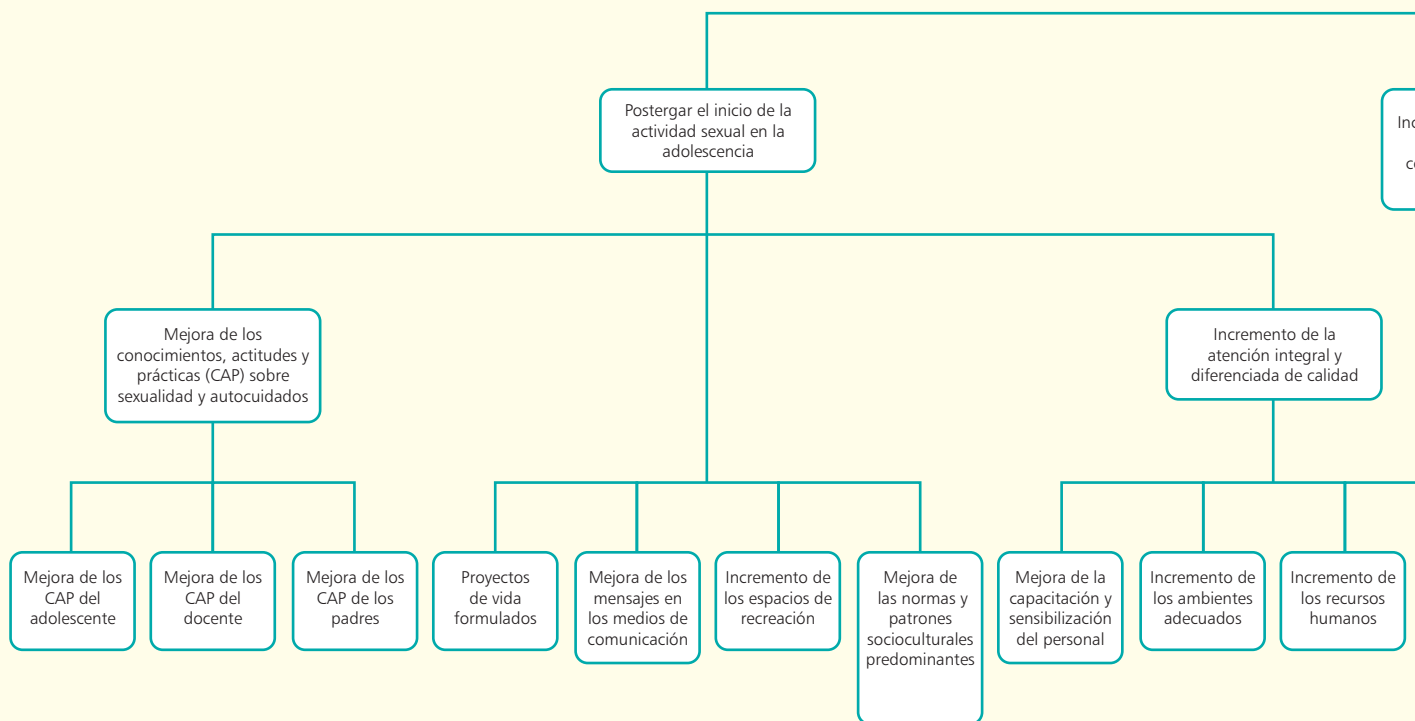 Postergar el inicio de la
actividad sexual en la
adolescencia
Mejora de los
conocimientos, actitudes y
prácticas (CAP) sobre
sexualidad y autocuidados
Incremento de la
atención integral y
diferenciada de calidad
Mejora de los
CAP del
adolescente
Mejora de los
CAP del
docente
Mejora de los
CAP de los
padres
Proyectos
de vida
formulados
Mejora de los
mensajes en
los medios de
comunicación
Incremento de
los espacios de
recreación
Mejora de
las normas y
patrones
socioculturales
predominantes
Mejora de la
capacitación y
sensibilización
del personal
Incremento de
los ambientes
adecuados
Incremento de
los recursos
humanos